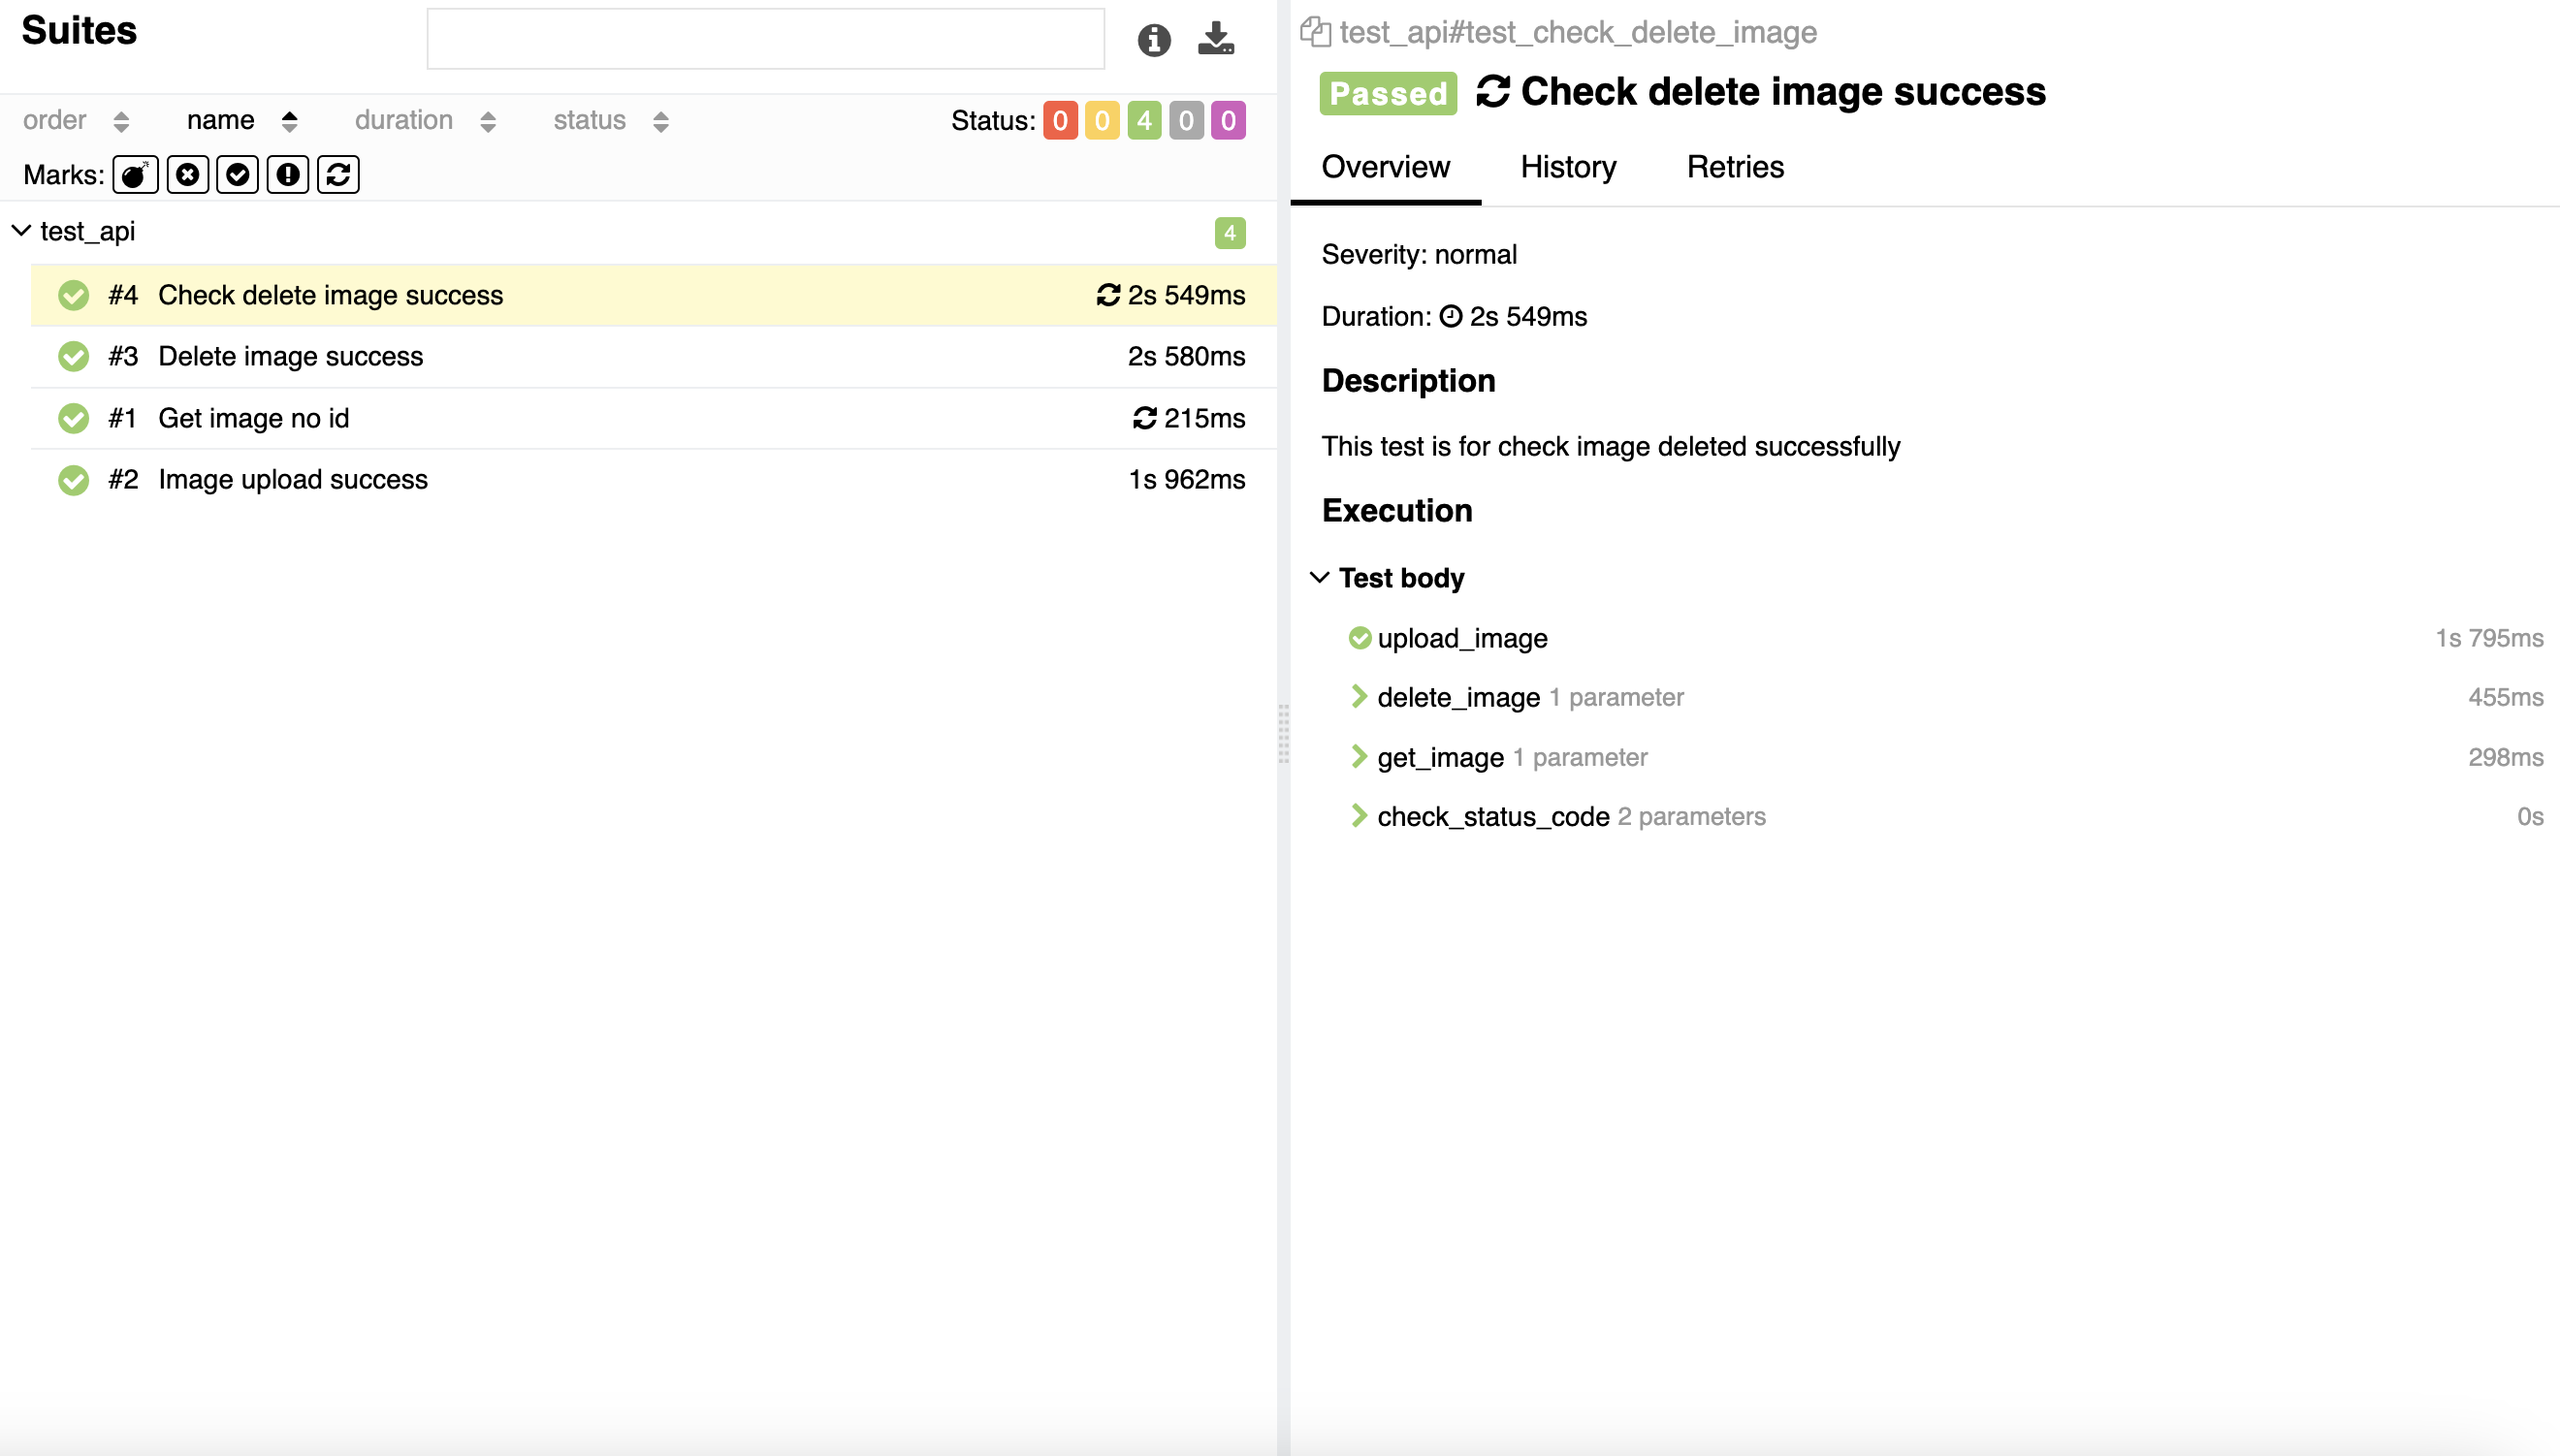 Suites
order name duration status Status: 0 0 4 0 0
Marks:
test_api 4
#4 Check delete image success 2s 549ms
#3 Delete image success 2s 580ms
#1 Get image no id 215ms
#2 Image upload success 1s 962ms
test_api#test_check_delete_image
Passed Check delete image success
Overview History Retries
Severity: normal
Duration: 2s 549ms
Description
This test is for check image deleted successfully
Execution
Test body
upload_image 1s 795ms
delete_image 1 parameter 455ms
get_image 1 parameter 298ms
check_status_code 2 parameters 0s